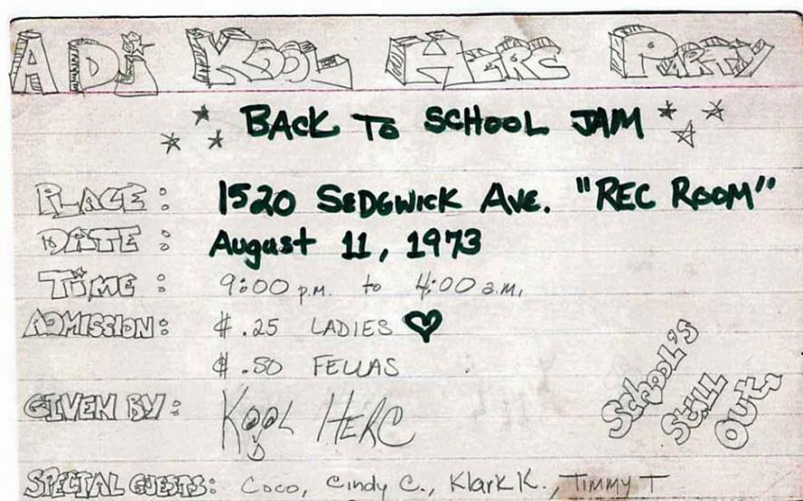 A DJ KOOL HERC PARTY
BACK TO SCHOOL JAM
PLACE: 1520 SEDGWICK AVE. "REC ROOM"
DATE: August 11, 1973
TIME: 9:00 p.m. to 4:00 a.m.
ADMISSION: $.25 LADIES ♡
$.50 FELLAS
GIVEN BY: KOOL HERC
School's
Still
Out.
SPECIAL GUESTS: Coco, Cindy C., Klark K., Timmy T